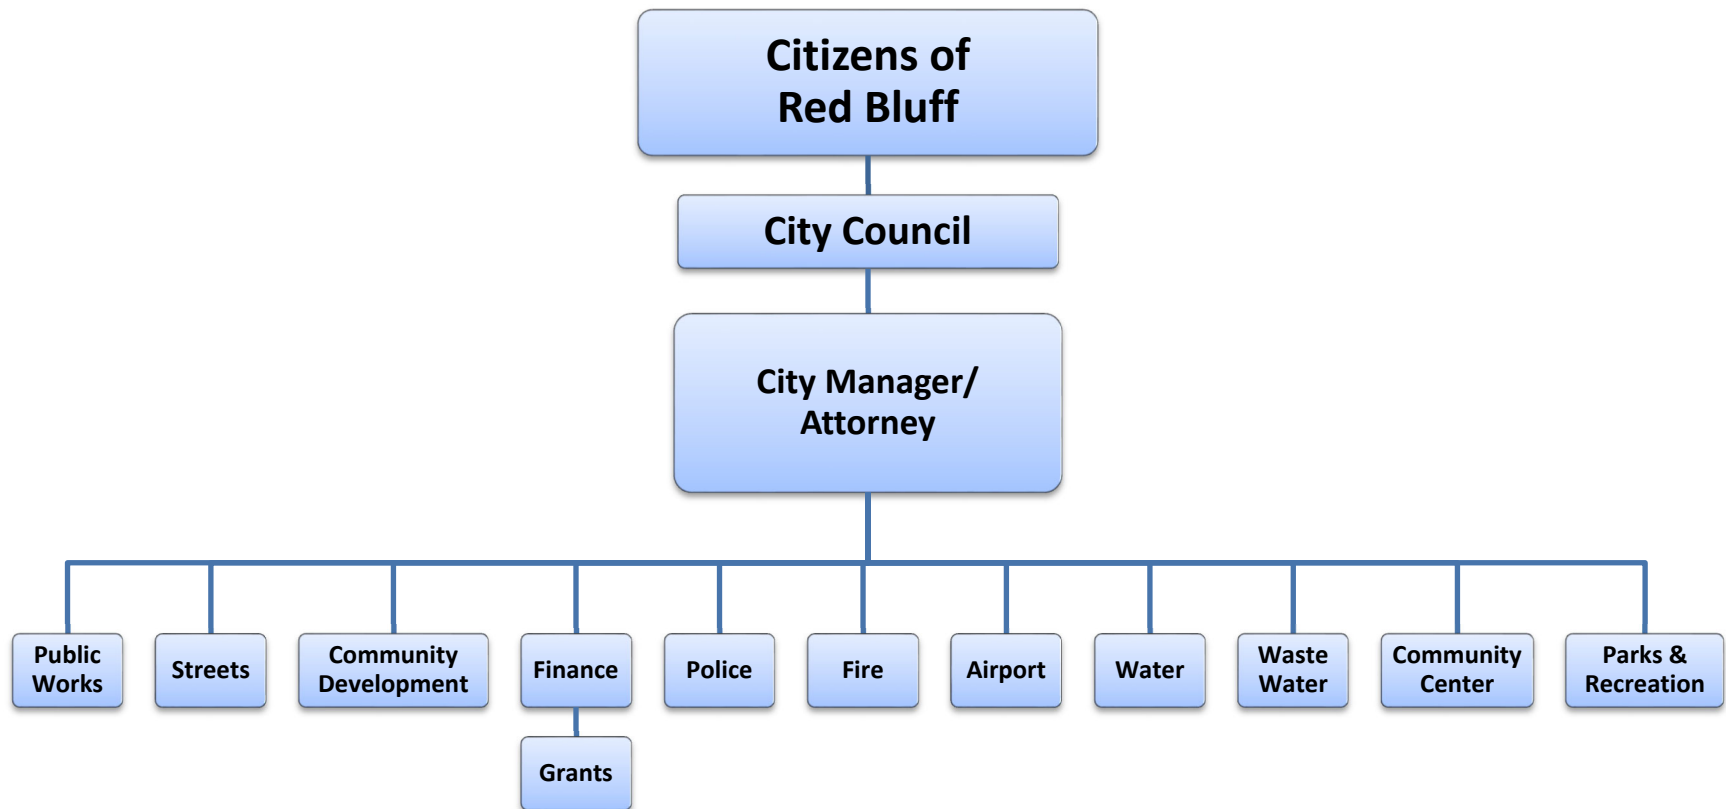 Citizens of
Red Bluff
City Council
City Manager/
Attorney
Public
Works
Streets
Community
Development
Finance
Police
Fire
Airport
Water
Waste
Water
Community
Center
Parks &
Recreation
Grants